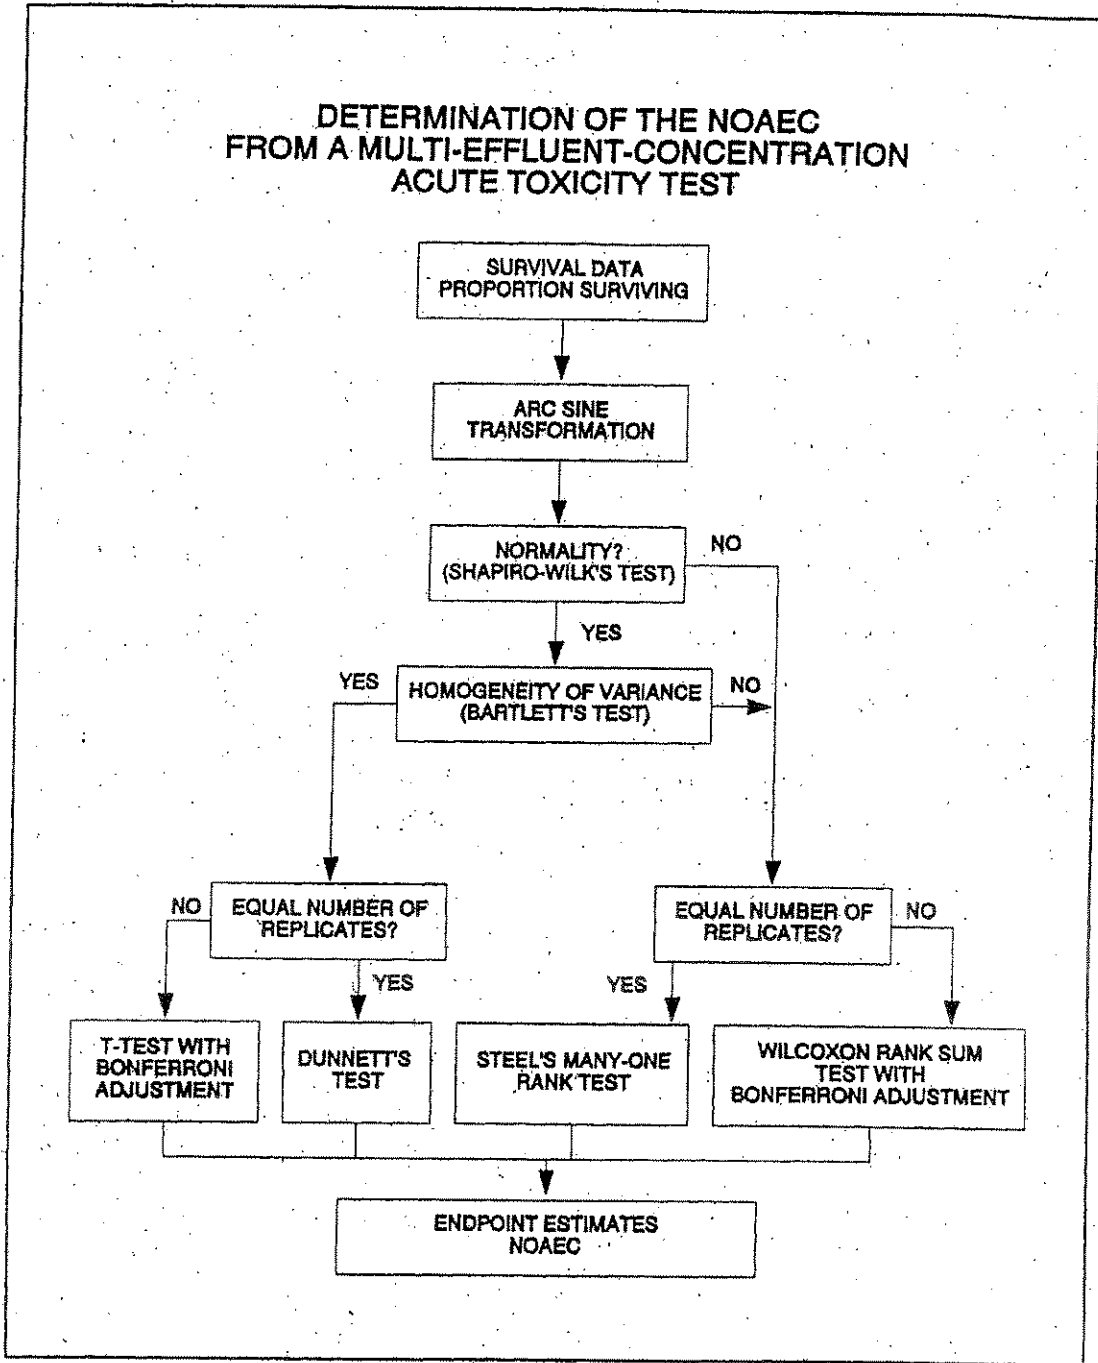 DETERMINATION OF THE NOAEC
FROM A MULTI-EFFLUENT-CONCENTRATION
ACUTE TOXICITY TEST
SURVIVAL DATA
PROPORTION SURVIVING
ARC SINE
TRANSFORMATION
NORMALITY?
(SHAPIRO-WILK'S TEST)
NO
YES
YES
HOMOGENEITY OF VARIANCE
(BARTLETT'S TEST)
NO
NO
EQUAL NUMBER OF
REPLICATES?
EQUAL NUMBER OF
REPLICATES?
NO
YES
YES
T-TEST WITH
BONFERRONI
ADJUSTMENT
DUNNETT'S
TEST
STEEL'S MANY-ONE
RANK TEST
WILCOXON RANK SUM
TEST WITH
BONFERRONI ADJUSTMENT
ENDPOINT ESTIMATES
NOAEC